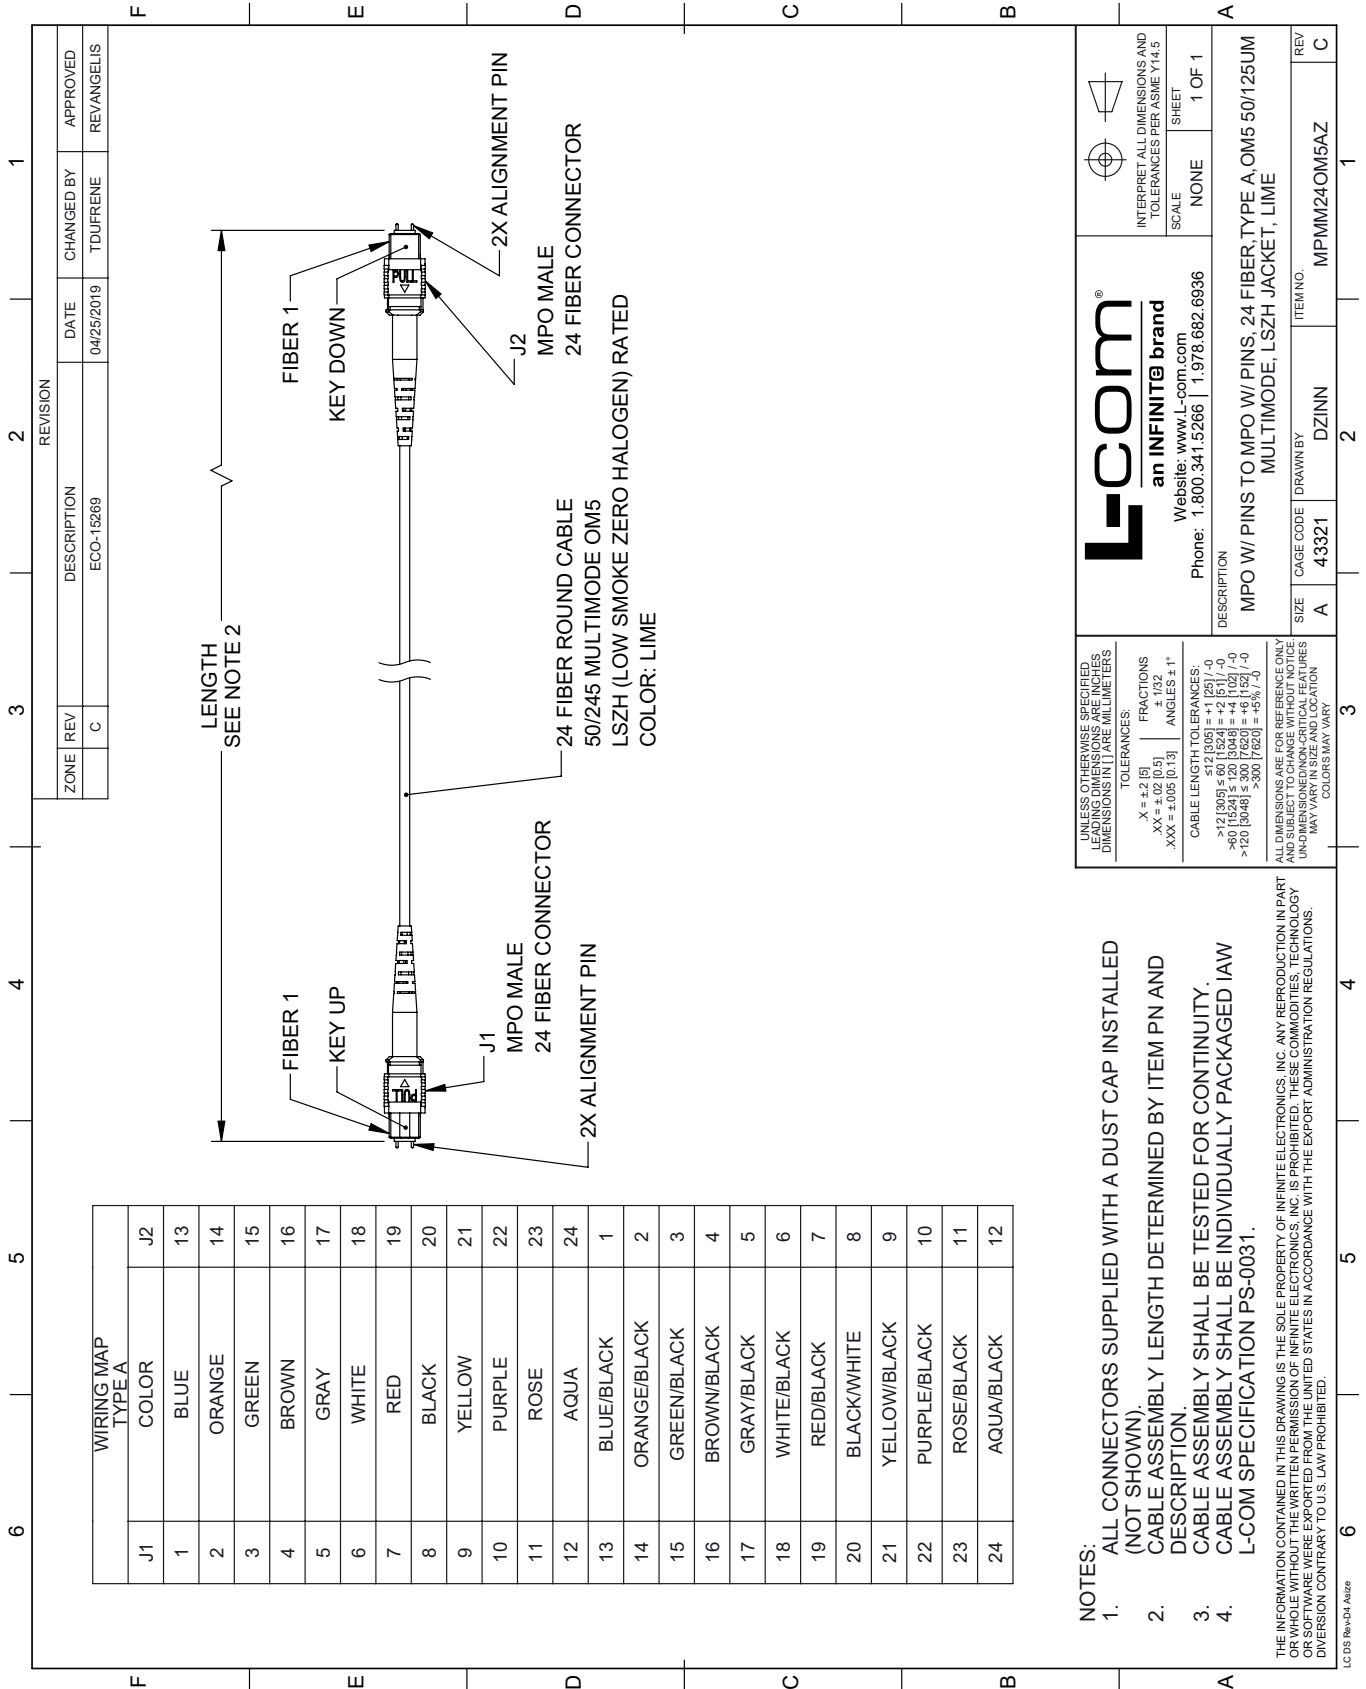 6 5 4 3 2 1
REVISION
ZONE REV DESCRIPTION DATE CHANGED BY APPROVED
C ECO-15269 04/25/2019 TDUFRENE REVANGELIS
F
E
D
C
B
A
F
E
D
C
B
A
WIRING MAP
TYPE A
J1 COLOR J2
1 BLUE 13
2 ORANGE 14
3 GREEN 15
4 BROWN 16
5 GRAY 17
6 WHITE 18
7 RED 19
8 BLACK 20
9 YELLOW 21
10 PURPLE 22
11 ROSE 23
12 AQUA 24
13 BLUE/BLACK 1
14 ORANGE/BLACK 2
15 GREEN/BLACK 3
16 BROWN/BLACK 4
17 GRAY/BLACK 5
18 WHITE/BLACK 6
19 RED/BLACK 7
20 BLACK/WHITE 8
21 YELLOW/BLACK 9
22 PURPLE/BLACK 10
23 ROSE/BLACK 11
24 AQUA/BLACK 12
LENGTH
SEE NOTE 2
FIBER 1
KEY UP
PULL
J1
MPO MALE
24 FIBER CONNECTOR
2X ALIGNMENT PIN
24 FIBER ROUND CABLE
50/245 MULTIMODE OM5
LSZH (LOW SMOKE ZERO HALOGEN) RATED
COLOR: LIME
FIBER 1
KEY DOWN
PULL
J2
MPO MALE
24 FIBER CONNECTOR
2X ALIGNMENT PIN
NOTES:
1. ALL CONNECTORS SUPPLIED WITH A DUST CAP INSTALLED
(NOT SHOWN).
2. CABLE ASSEMBLY LENGTH DETERMINED BY ITEM PN AND
DESCRIPTION.
3. CABLE ASSEMBLY SHALL BE TESTED FOR CONTINUITY.
4. CABLE ASSEMBLY SHALL BE INDIVIDUALLY PACKAGED IAW
L-COM SPECIFICATION PS-0031.
THE INFORMATION CONTAINED IN THIS DRAWING IS THE SOLE PROPERTY OF INFINITE ELECTRONICS, INC. ANY REPRODUCTION IN PART
OR WHOLE WITHOUT THE WRITTEN PERMISSION OF INFINITE ELECTRONICS, INC. IS PROHIBITED. THESE COMMODITIES, TECHNOLOGY
OR SOFTWARE WERE EXPORTED FROM THE UNITED STATES IN ACCORDANCE WITH THE EXPORT ADMINISTRATION REGULATIONS.
DIVERSION CONTRARY TO U.S. LAW PROHIBITED.
UNLESS OTHERWISE SPECIFIED
LEADING DIMENSIONS ARE INCHES
DIMENSIONS IN [ ] ARE MILLIMETERS
TOLERANCES:
.X = ±.2 [5] FRACTIONS
.XX = ±.02 [0.5] ± 1/32
.XXX = ±.005 [0.13] ANGLES ± 1°
CABLE LENGTH TOLERANCES:
≤12 [305] = +1 [25] / -0
>12 [305] ≤ 60 [1524] = +2 [51] / -0
>60 [1524] ≤ 120 [3048] = +4 [102] / -0
>120 [3048] ≤ 300 [7620] = +6 [152] / -0
>300 [7620] = +5% / -0
ALL DIMENSIONS ARE FOR REFERENCE ONLY
AND SUBJECT TO CHANGE WITHOUT NOTICE.
UN-DIMENSIONED/NON-CRITICAL FEATURES
MAY VARY IN SIZE AND LOCATION
COLORS MAY VARY
L-com®
an INFINITE brand
Website: www.L-com.com
Phone: 1.800.341.5266 | 1.978.682.6936
INTERPRET ALL DIMENSIONS AND
TOLERANCES PER ASME Y14.5
SCALE NONE
SHEET 1 OF 1
DESCRIPTION
MPO W/ PINS TO MPO W/ PINS, 24 FIBER,TYPE A,OM5 50/125UM
MULTIMODE, LSZH JACKET, LIME
SIZE A
CAGE CODE 43321
DRAWN BY DZINN
ITEM NO. MPMM24OM5AZ
REV C
LC DS Rev-D4 Asize
6 5 4 3 2 1